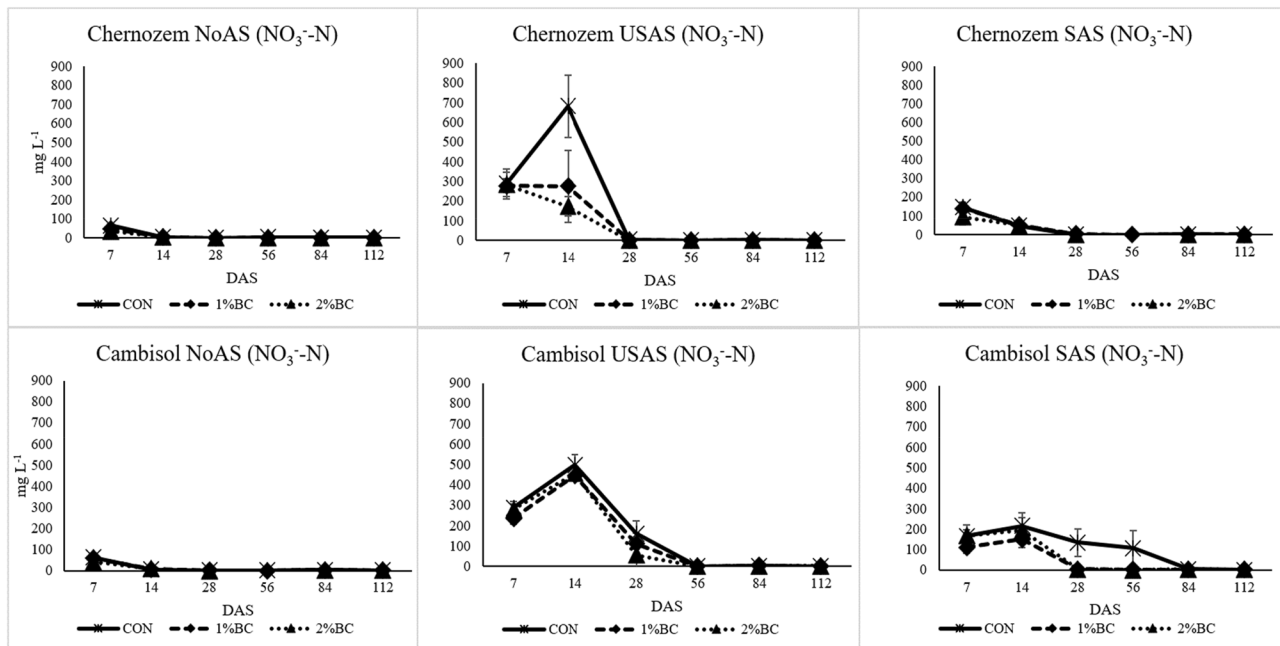 Chernozem NoAS (NO₃⁻-N)
900
800
700
600
500
400
300
200
100
0
mg L⁻¹
7 14 28 56 84 112
DAS
CON 1%BC 2%BC
Chernozem USAS (NO₃⁻-N)
900
800
700
600
500
400
300
200
100
0
7 14 28 56 84 112
DAS
CON 1%BC 2%BC
Chernozem SAS (NO₃⁻-N)
900
800
700
600
500
400
300
200
100
0
7 14 28 56 84 112
DAS
CON 1%BC 2%BC
Cambisol NoAS (NO₃⁻-N)
900
800
700
600
500
400
300
200
100
0
mg L⁻¹
7 14 28 56 84 112
DAS
CON 1%BC 2%BC
Cambisol USAS (NO₃⁻-N)
900
800
700
600
500
400
300
200
100
0
7 14 28 56 84 112
DAS
CON 1%BC 2%BC
Cambisol SAS (NO₃⁻-N)
900
800
700
600
500
400
300
200
100
0
7 14 28 56 84 112
DAS
CON 1%BC 2%BC